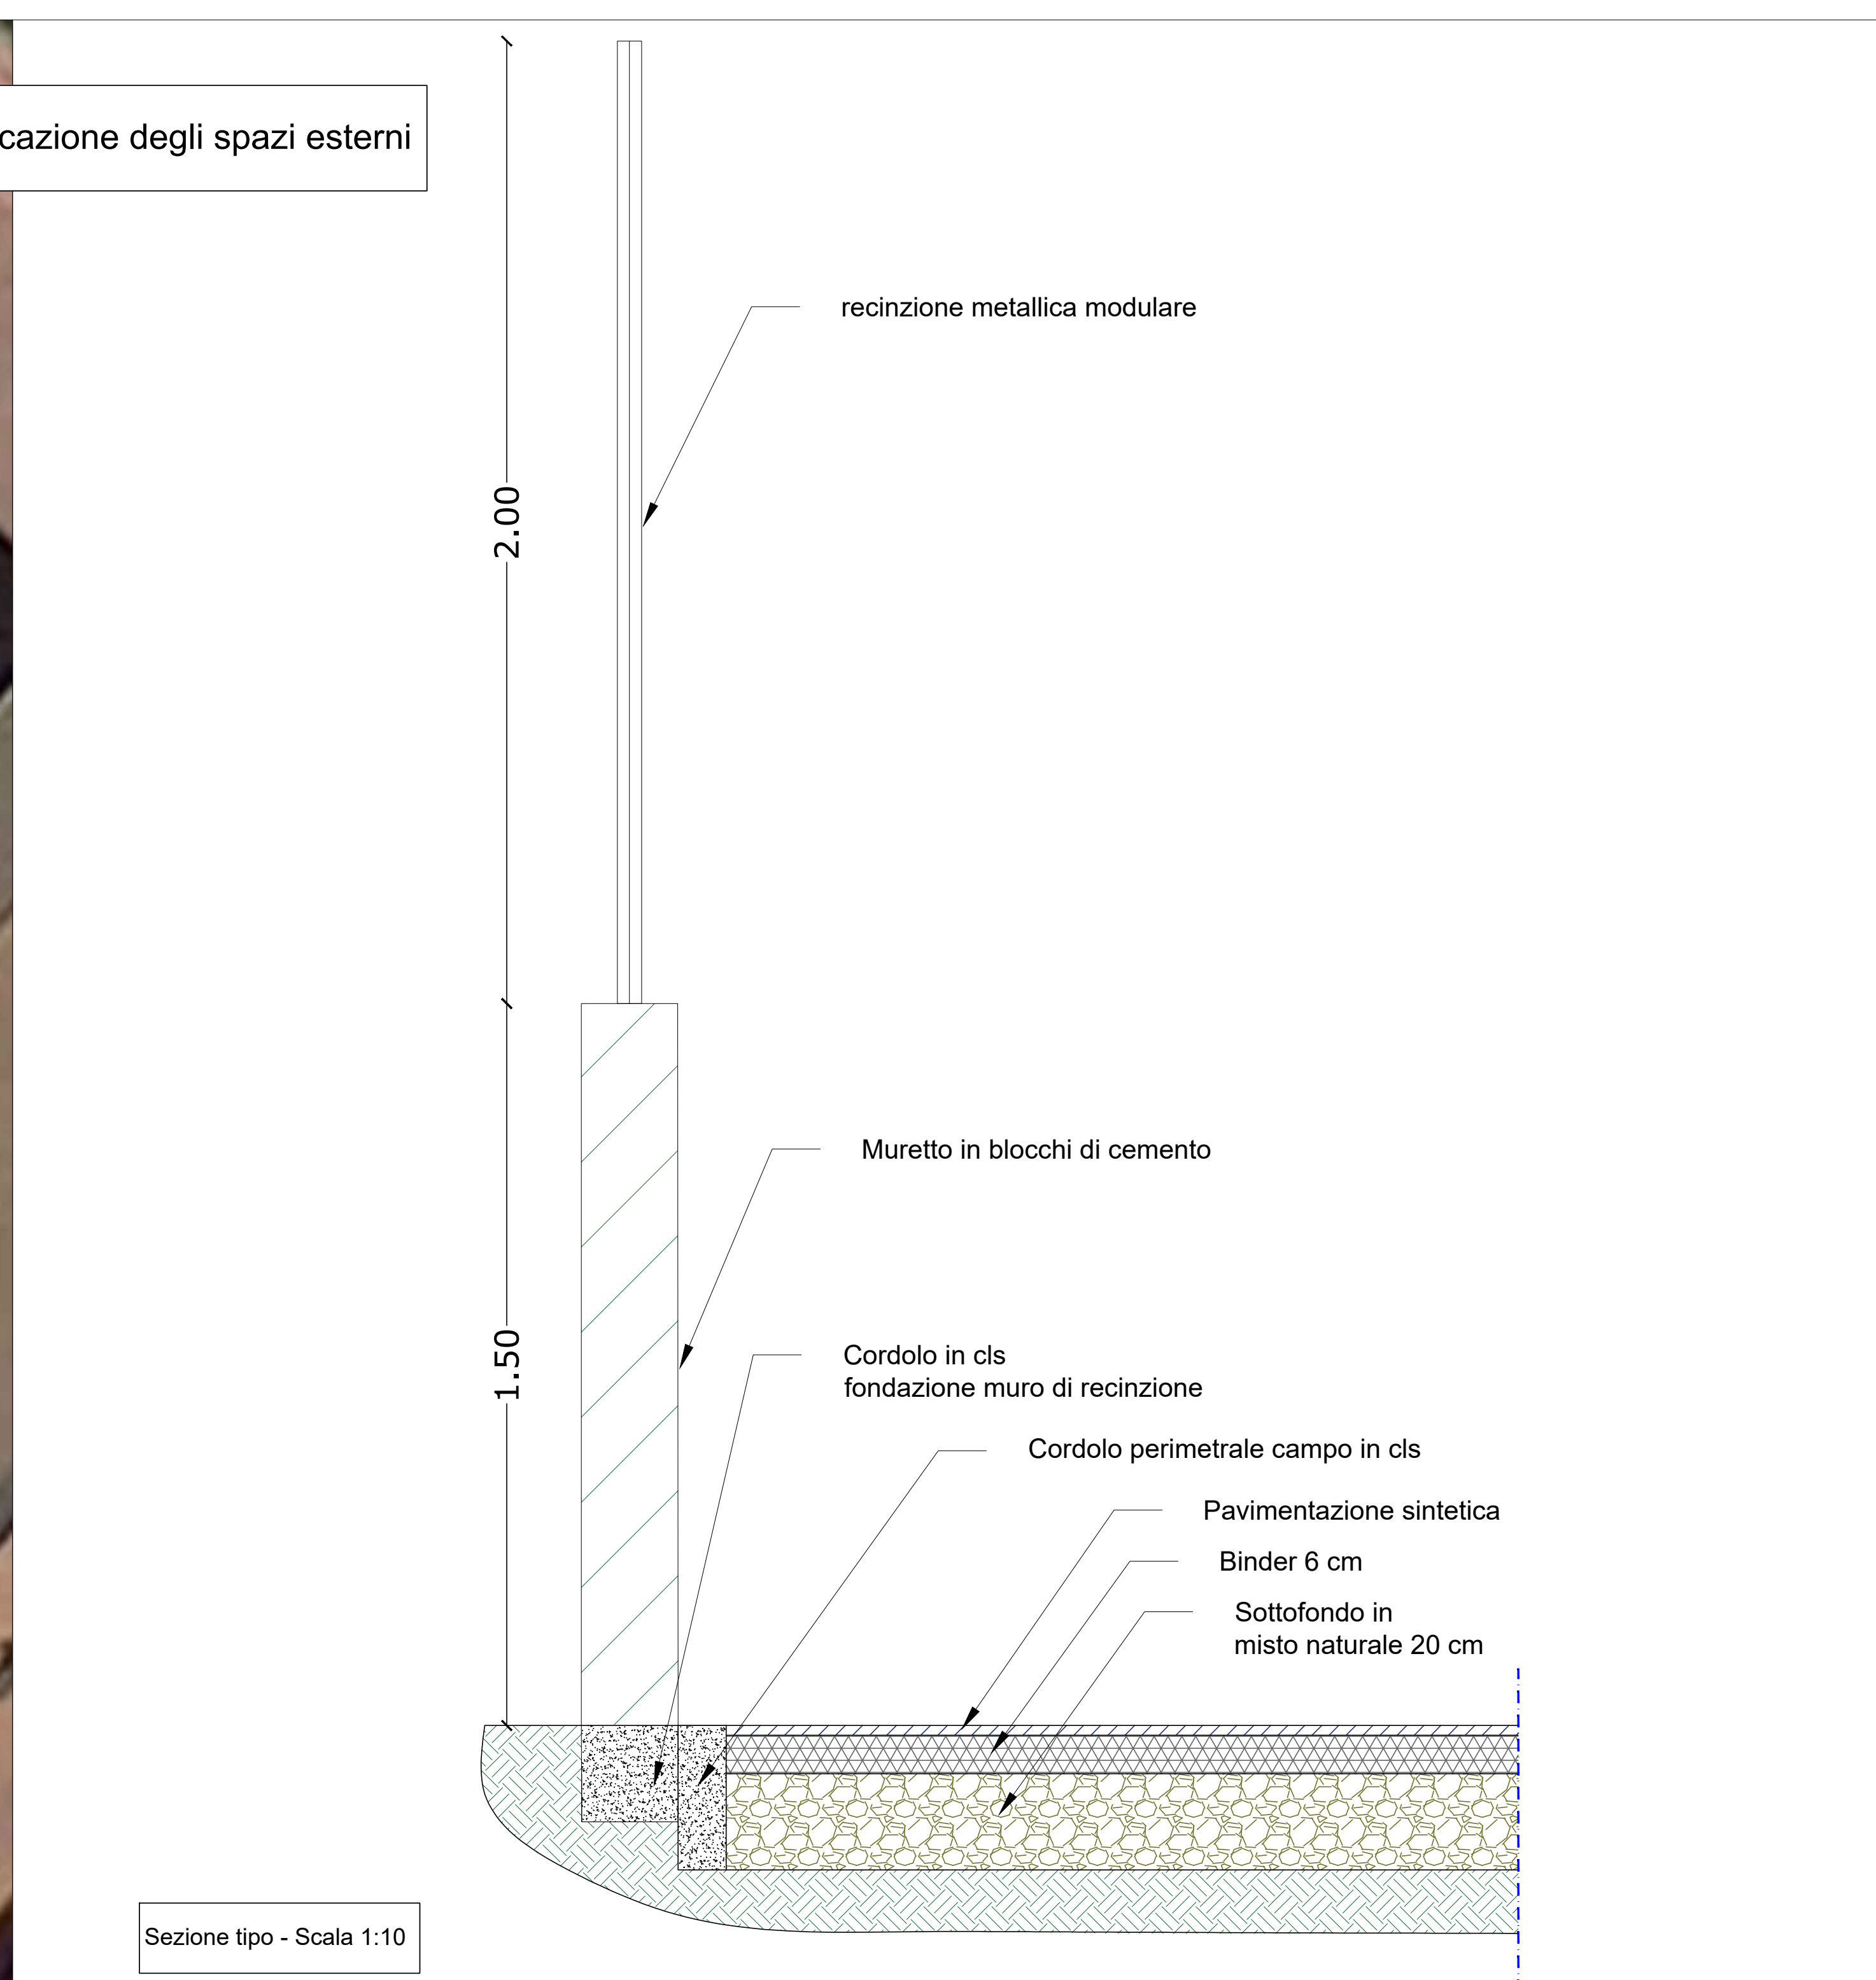 cazione degli spazi esterni
2.00
recinzione metallica modulare
Muretto in blocchi di cemento
1.50
Cordolo in cls
fondazione muro di recinzione
Cordolo perimetrale campo in cls
Pavimentazione sintetica
Binder 6 cm
Sottofondo in
misto naturale 20 cm
Sezione tipo - Scala 1:10